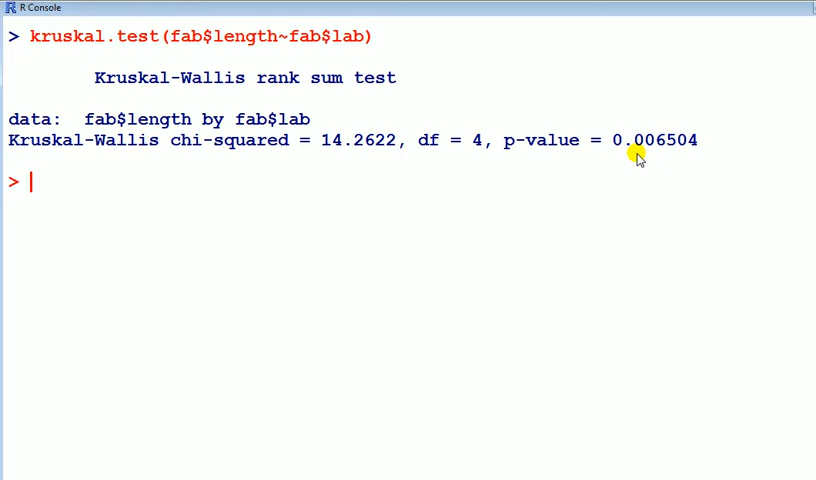 R Console
> kruskal.test(fab$length~fab$lab)
Kruskal-Wallis rank sum test
data:  fab$length by fab$lab
Kruskal-Wallis chi-squared = 14.2622, df = 4, p-value = 0.006504
>